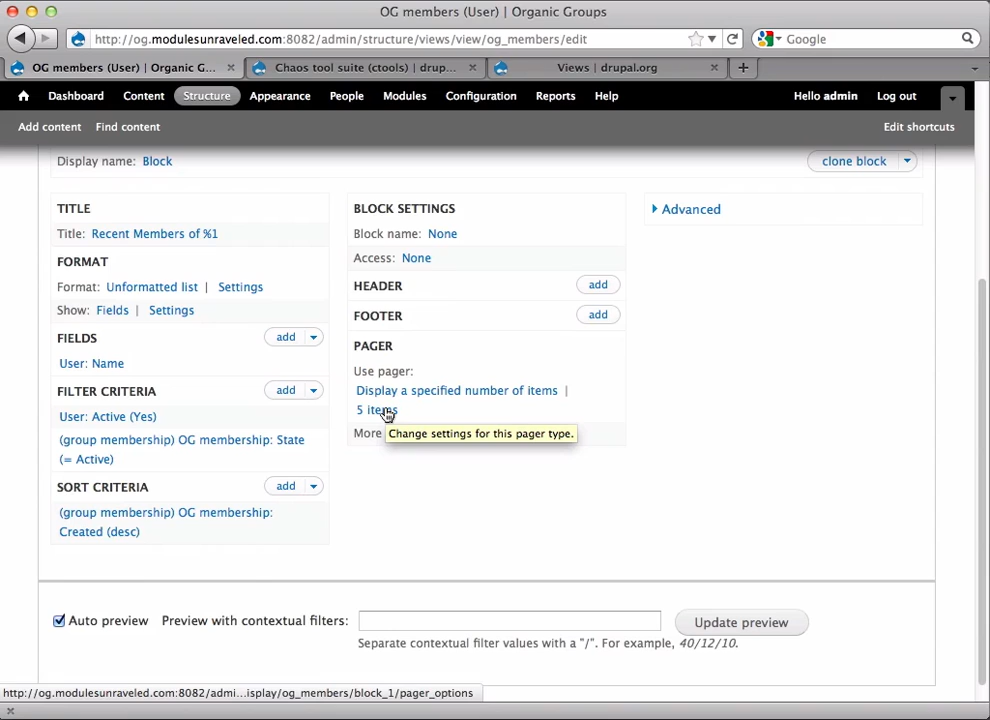 OG members (User) | Organic Groups
http://og.modulesunraveled.com:8082/admin/structure/views/view/og_members/edit
Google
OG members (User) | Organic G...
Chaos tool suite (ctools) | drup...
Views | drupal.org
Dashboard Content Structure Appearance People Modules Configuration Reports Help Hello admin Log out
Add content Find content Edit shortcuts
Display name: Block
clone block
TITLE
Title: Recent Members of %1
FORMAT
Format: Unformatted list | Settings
Show: Fields | Settings
FIELDS add
User: Name
FILTER CRITERIA add
User: Active (Yes)
(group membership) OG membership: State
(= Active)
SORT CRITERIA add
(group membership) OG membership:
Created (desc)
BLOCK SETTINGS
Block name: None
Access: None
HEADER add
FOOTER add
PAGER
Use pager:
Display a specified number of items |
5 items
More
Change settings for this pager type.
Advanced
Auto preview Preview with contextual filters: Update preview
Separate contextual filter values with a "/". For example, 40/12/10.
http://og.modulesunraveled.com:8082/admi...isplay/og_members/block_1/pager_options